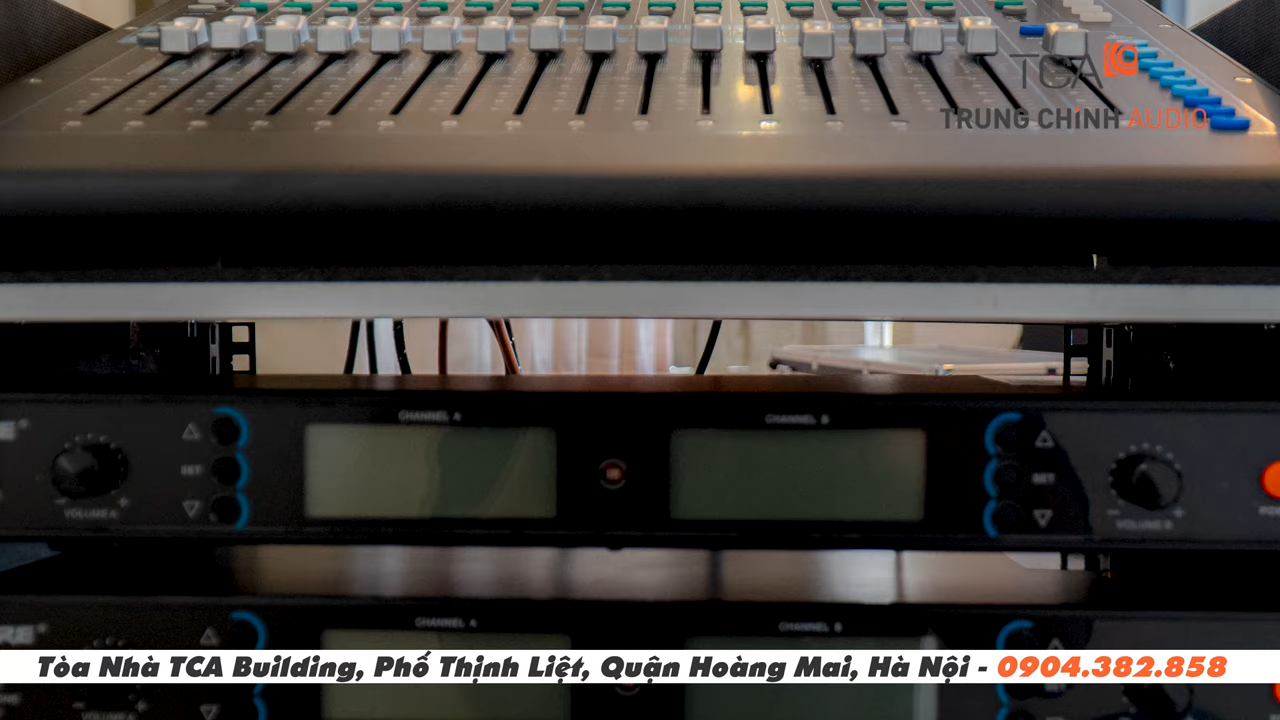 TCA
TRUNG CHÍNH AUDIO
CHANNEL A
CHANNEL B
SET
SET
VOLUME A
VOLUME B
CHANNEL A
CHANNEL B
Tòa Nhà TCA Building, Phố Thịnh Liệt, Quận Hoàng Mai, Hà Nội - 0904.382.858